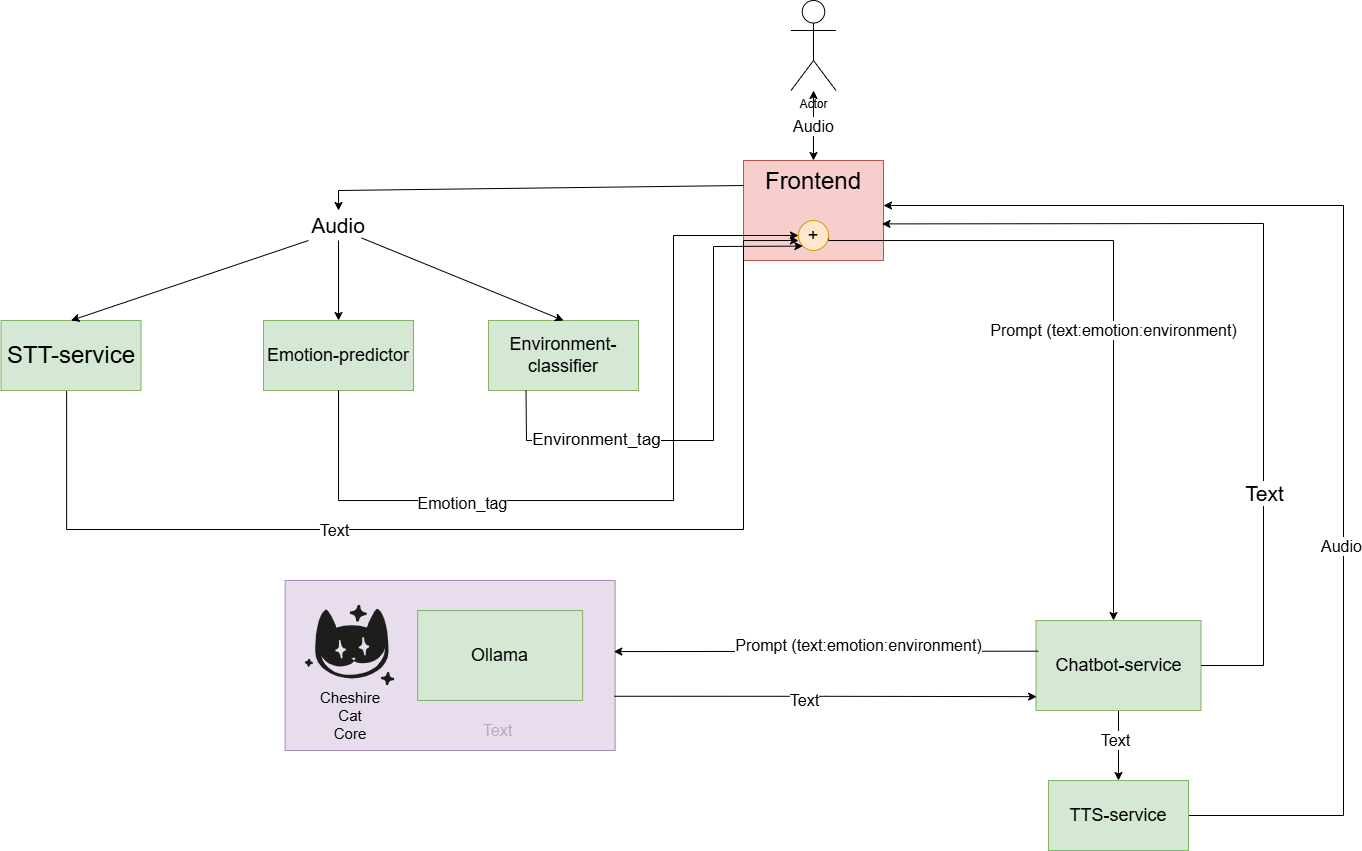 Actor
Audio
Frontend
+
Audio
STT-service
Emotion-predictor
Environment-
classifier
Prompt (text:emotion:environment)
Environment_tag
Emotion_tag
Text
Text
Audio
Prompt (text:emotion:environment)
Ollama
Cheshire
Cat
Core
Text
Text
Chatbot-service
Text
TTS-service